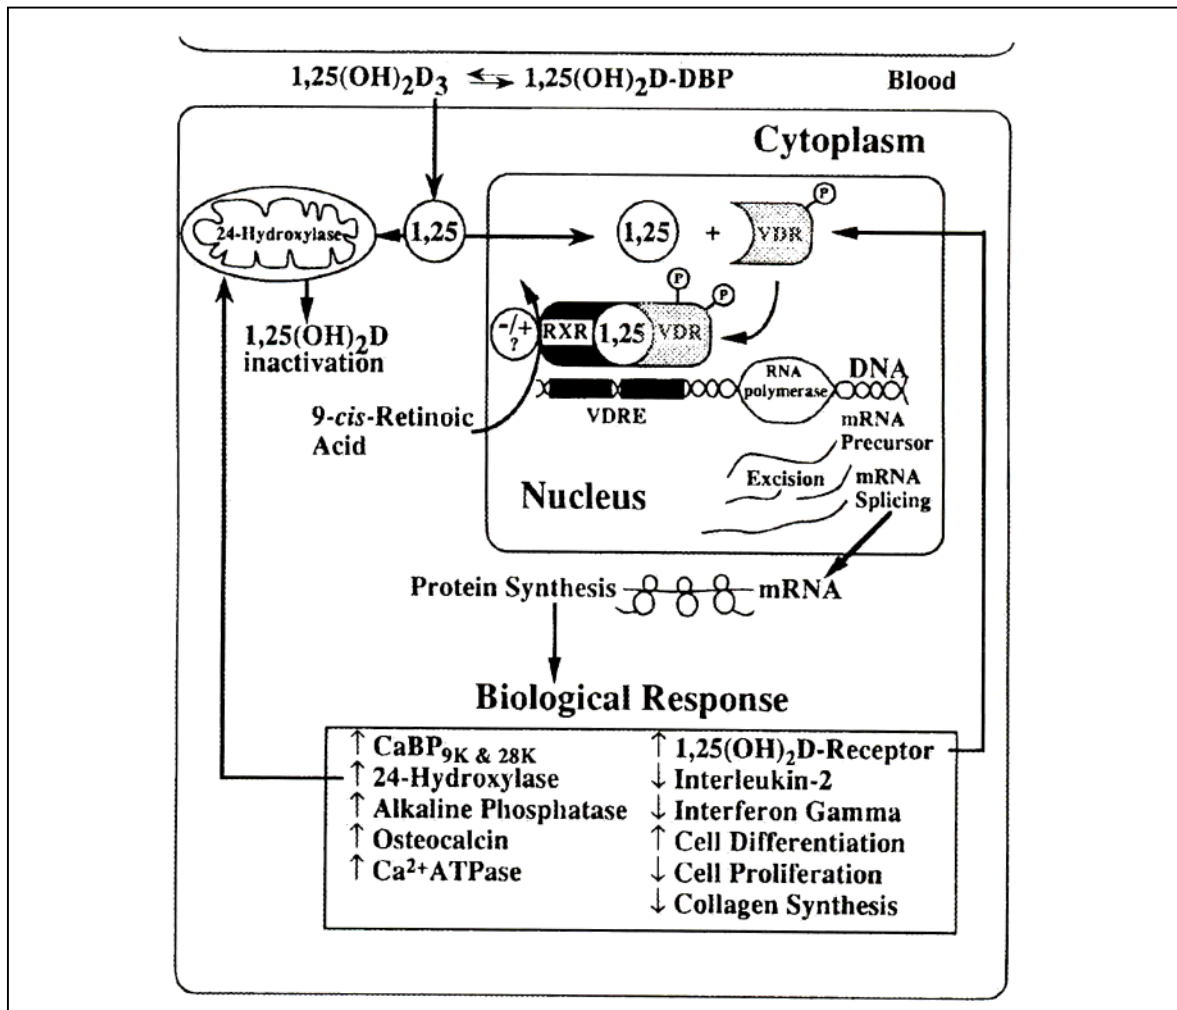 1,25(OH)2D3 ⇌ 1,25(OH)2D-DBP
Blood
Cytoplasm
24-Hydroxylase
1,25
1,25
+
VDR
P
1,25(OH)2D
inactivation
-/+
?
RXR
1,25
VDR
P
P
9-cis-Retinoic
Acid
VDRE
RNA
polymerase
DNA
mRNA
Precursor
Excision
mRNA
Splicing
Nucleus
Protein Synthesis
mRNA
Biological Response
↑ CaBP9K & 28K
↑ 24-Hydroxylase
↑ Alkaline Phosphatase
↑ Osteocalcin
↑ Ca2+ATPase
↑ 1,25(OH)2D-Receptor
↓ Interleukin-2
↓ Interferon Gamma
↑ Cell Differentiation
↓ Cell Proliferation
↓ Collagen Synthesis